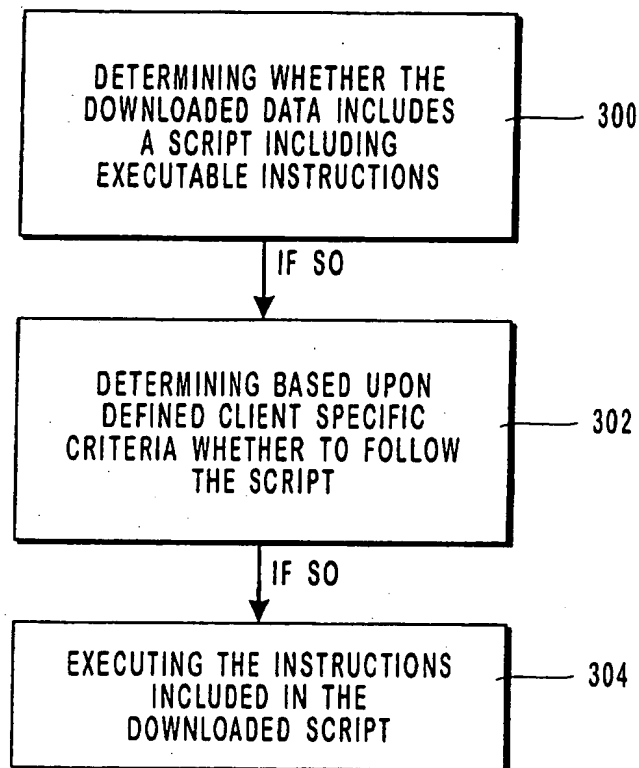 DETERMINING WHETHER THE
DOWNLOADED DATA INCLUDES
A SCRIPT INCLUDING
EXECUTABLE INSTRUCTIONS
300
IF SO
DETERMINING BASED UPON
DEFINED CLIENT SPECIFIC
CRITERIA WHETHER TO FOLLOW
THE SCRIPT
302
IF SO
EXECUTING THE INSTRUCTIONS
INCLUDED IN THE
DOWNLOADED SCRIPT
304